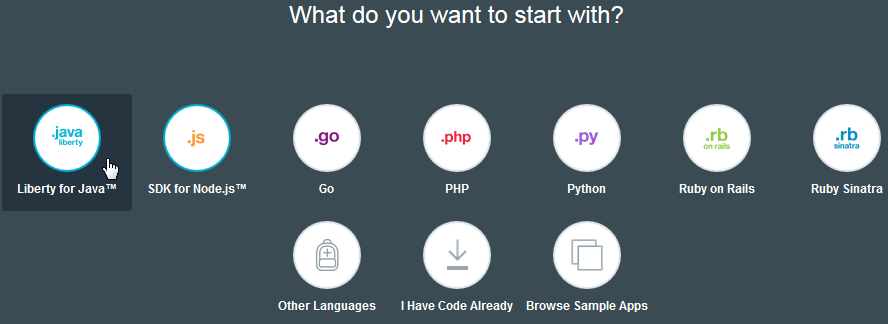 What do you want to start with?
.java
liberty
.js
.go
.php
.py
.rb
on rails
.rb
sinatra
Liberty for Java™
SDK for Node.js™
Go
PHP
Python
Ruby on Rails
Ruby Sinatra
Other Languages
I Have Code Already
Browse Sample Apps